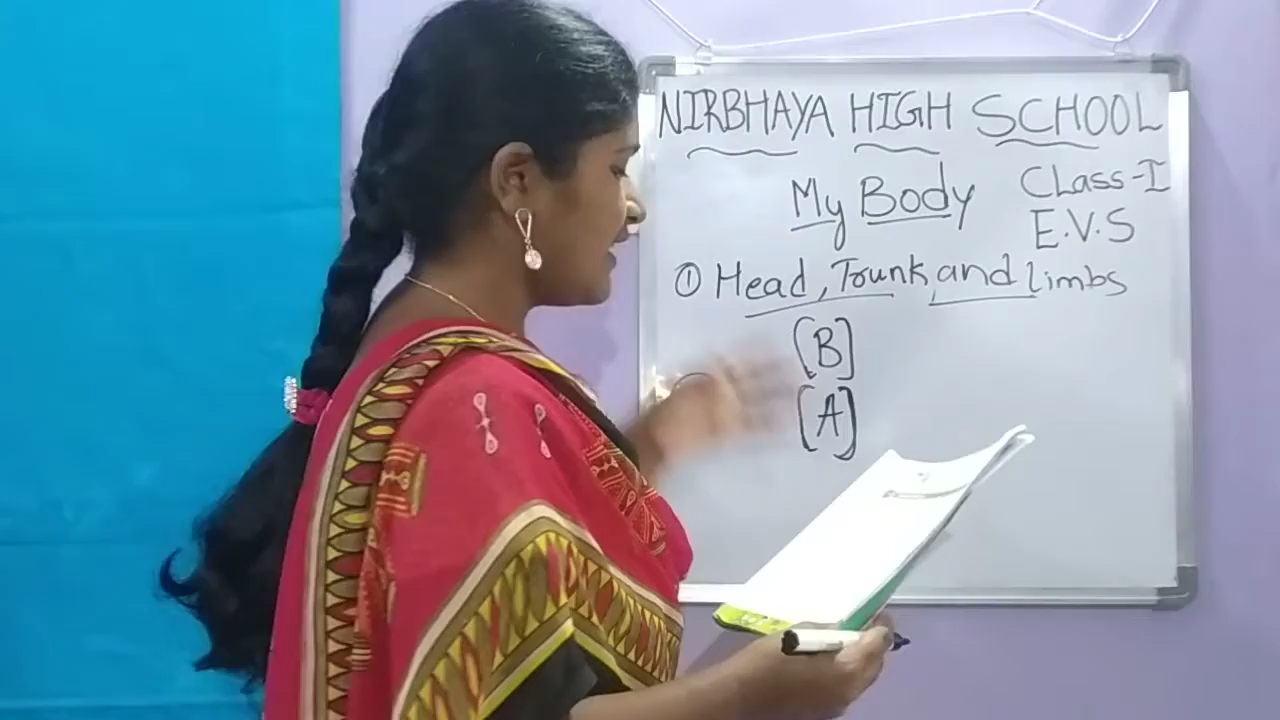 NIRBHAYA HIGH SCHOOL
My Body
Class-I
E.V.S
① Head, Trunk, and limbs
[B]
[A]